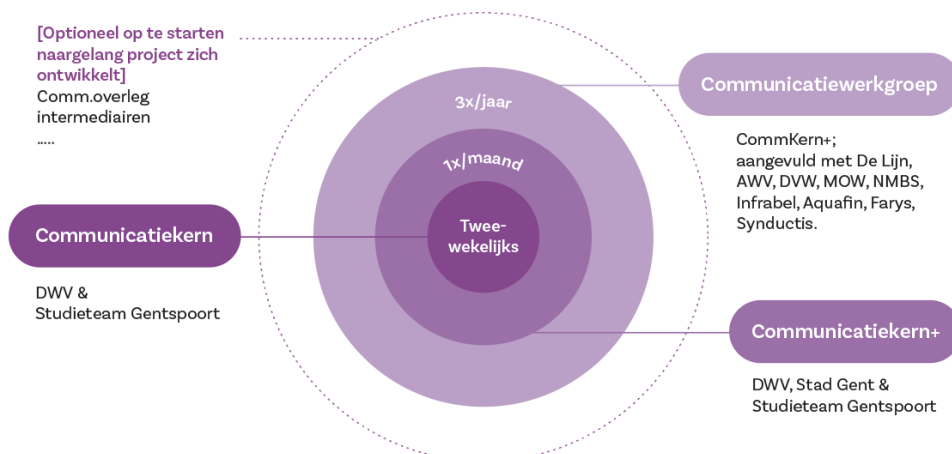 [Optioneel op te starten
naargelang project zich
ontwikkelt]
Comm.overleg
intermediairen
.....
Communicatiekern
DWV &
Studieteam Gentspoort
3x/jaar
1x/maand
Twee-
wekelijks
Communicatiewerkgroep
CommKern+;
aangevuld met De Lijn,
AWV, DVW, MOW, NMBS,
Infrabel, Aquafin, Farys,
Synductis.
Communicatiekern+
DWV, Stad Gent &
Studieteam Gentspoort